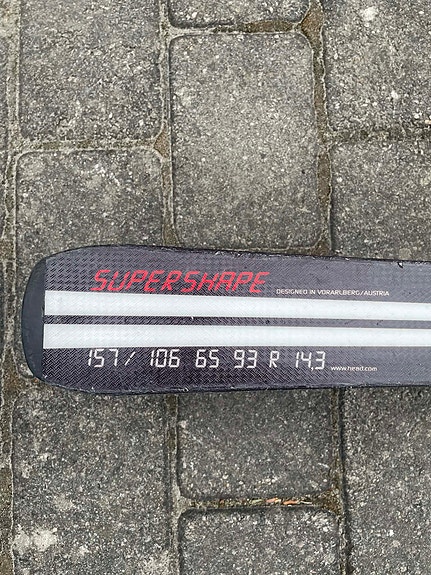 SUPERSHAPE DESIGNED IN VORARLBERG/AUSTRIA
157/ 106 65 93 R 14,3 www.head.com